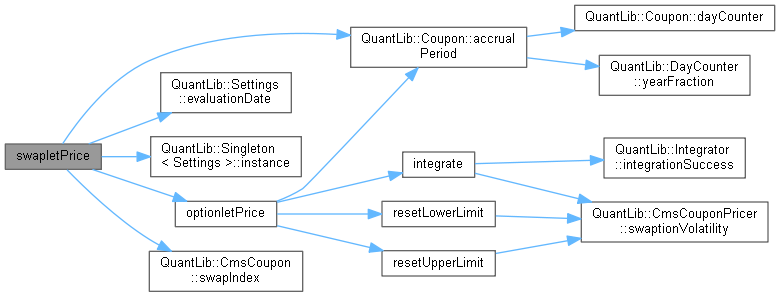 swapletPrice
QuantLib::Coupon::accrual
Period
QuantLib::Settings
::evaluationDate
QuantLib::Singleton
< Settings >::instance
optionletPrice
QuantLib::CmsCoupon
::swapIndex
QuantLib::Coupon::dayCounter
QuantLib::DayCounter
::yearFraction
integrate
resetLowerLimit
resetUpperLimit
QuantLib::Integrator
::integrationSuccess
QuantLib::CmsCouponPricer
::swaptionVolatility